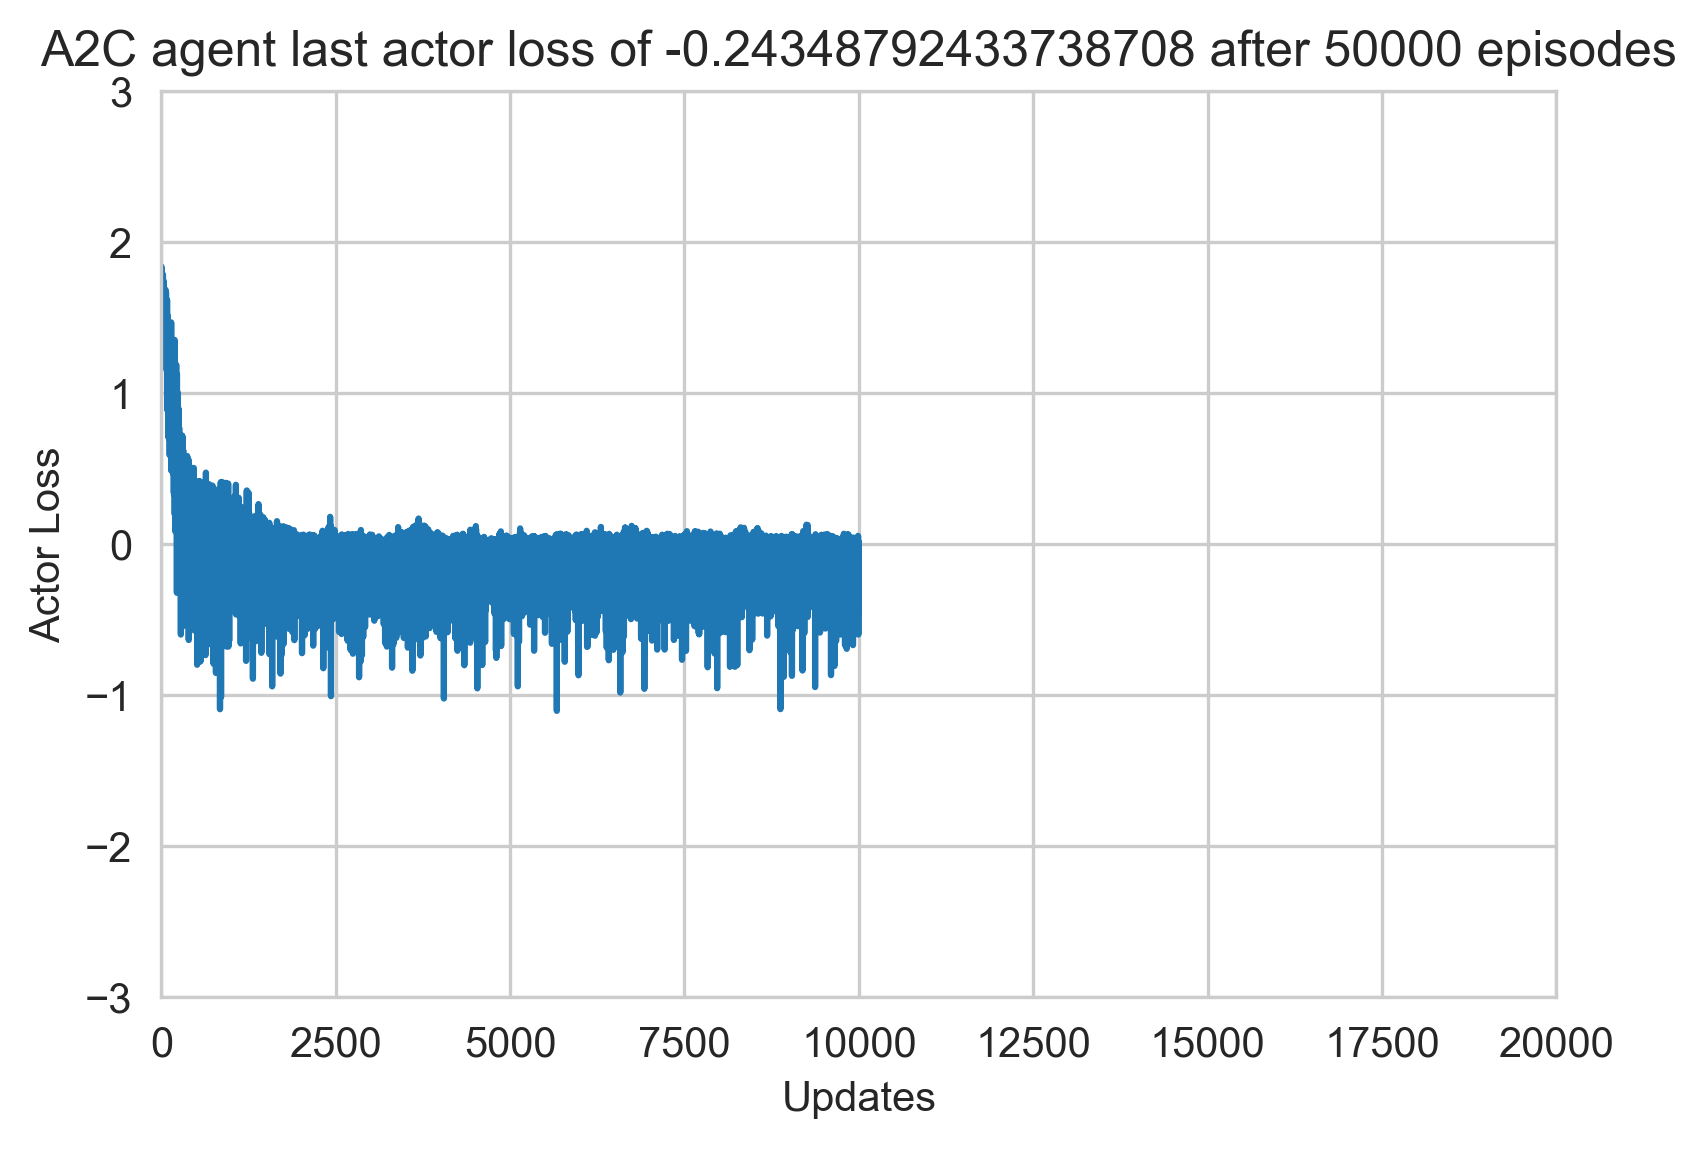 A2C agent last actor loss of -0.24348792433738708 after 50000 episodes
3
2
1
0
−1
−2
−3
Actor Loss
0 2500 5000 7500 10000 12500 15000 17500 20000
Updates